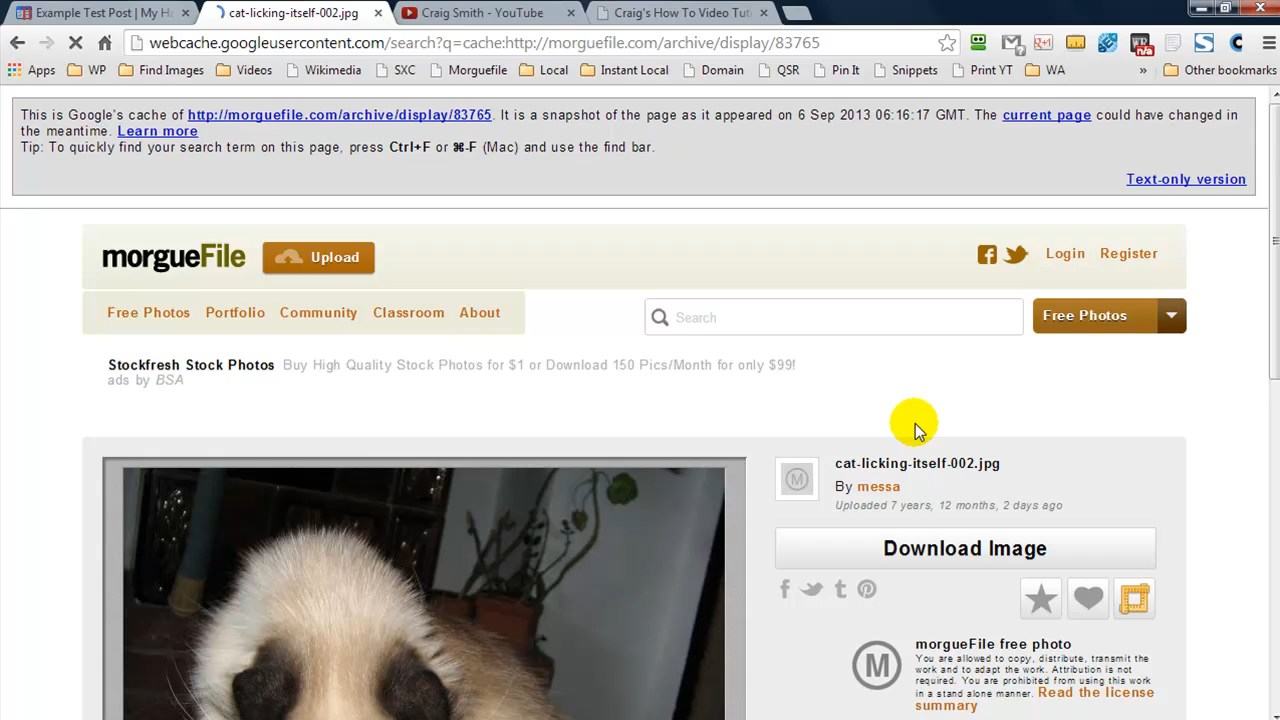 Example Test Post | My Ha
cat-licking-itself-002.jpg
Craig Smith - YouTube
Craig's How To Video Tut
webcache.googleusercontent.com/search?q=cache:http://morguefile.com/archive/display/83765
n/a
Apps WP Find Images Videos Wikimedia SXC Morguefile Local Instant Local Domain QSR Pin It Snippets Print YT WA » Other bookmarks
This is Google's cache of http://morguefile.com/archive/display/83765. It is a snapshot of the page as it appeared on 6 Sep 2013 06:16:17 GMT. The current page could have changed in
the meantime. Learn more
Tip: To quickly find your search term on this page, press Ctrl+F or ⌘-F (Mac) and use the find bar.
Text-only version
morgueFile Upload
Login Register
Free Photos Portfolio Community Classroom About
Search
Free Photos
Stockfresh Stock Photos Buy High Quality Stock Photos for $1 or Download 150 Pics/Month for only $99!
ads by BSA
cat-licking-itself-002.jpg
By messa
Uploaded 7 years, 12 months, 2 days ago
Download Image
morgueFile free photo
You are allowed to copy, distribute, transmit the
work and to adapt the work. Attribution is not
required. You are prohibited from using this work
in a stand alone manner. Read the license
summary